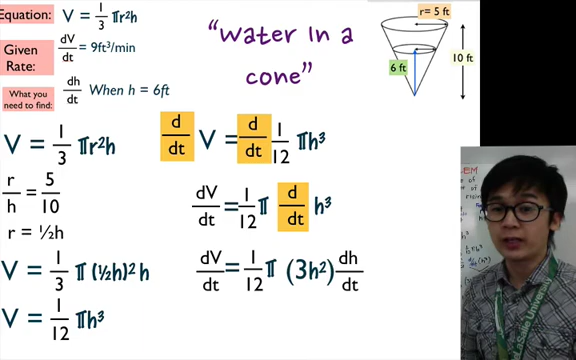 Equation: V = 1/3 πr²h
Given Rate: dV/dt = 9ft³/min
What you need to find: dh/dt When h = 6ft
"Water in a cone"
r= 5 ft
6 ft
10 ft
V = 1/3 πr²h
r/h = 5/10
r = ½h
V = 1/3 π (½h)² h
V = 1/12 πh³
d/dt V = d/dt 1/12 πh³
dV/dt = 1/12 π d/dt h³
dV/dt = 1/12 π (3h²) dh/dt
LaSalle University